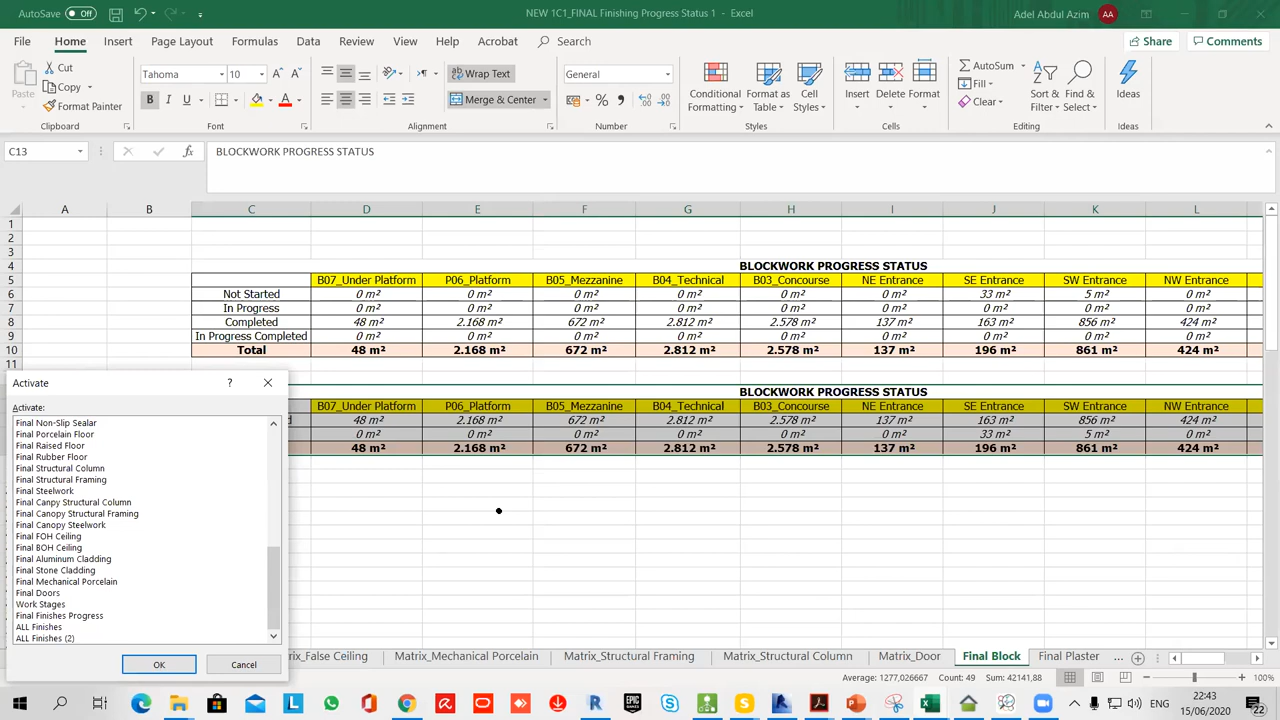 AutoSave Off
NEW 1C1_FINAL Finishing Progress Status 1 - Excel
Adel Abdul Azim AA
File Home Insert Page Layout Formulas Data Review View Help Acrobat Search Share Comments
Cut
Copy
Format Painter
Paste
Clipboard
Tahoma 10
B I U
Font
Wrap Text
Merge & Center
Alignment
General
Number
Conditional Formatting
Format as Table
Cell Styles
Styles
Insert Delete Format
Cells
AutoSum
Fill
Clear
Sort & Filter
Find & Select
Editing
Ideas
Ideas
C13 fx BLOCKWORK PROGRESS STATUS
A B C D E F G H I J K L
1
2
3
4 BLOCKWORK PROGRESS STATUS
5 B07_Under Platform P06_Platform B05_Mezzanine B04_Technical B03_Concourse NE Entrance SE Entrance SW Entrance NW Entrance
6 Not Started 0 m² 0 m² 0 m² 0 m² 0 m² 0 m² 33 m² 5 m² 0 m²
7 In Progress 0 m² 0 m² 0 m² 0 m² 0 m² 0 m² 0 m² 0 m² 0 m²
8 Completed 48 m² 2.168 m² 672 m² 2.812 m² 2.578 m² 137 m² 163 m² 856 m² 424 m²
9 In Progress Completed 0 m² 0 m² 0 m² 0 m² 0 m² 0 m² 0 m² 0 m² 0 m²
10 Total 48 m² 2.168 m² 672 m² 2.812 m² 2.578 m² 137 m² 196 m² 861 m² 424 m²
11
BLOCKWORK PROGRESS STATUS
B07_Under Platform P06_Platform B05_Mezzanine B04_Technical B03_Concourse NE Entrance SE Entrance SW Entrance NW Entrance
48 m² 2.168 m² 672 m² 2.812 m² 2.578 m² 137 m² 163 m² 856 m² 424 m²
0 m² 0 m² 0 m² 0 m² 0 m² 0 m² 33 m² 5 m² 0 m²
48 m² 2.168 m² 672 m² 2.812 m² 2.578 m² 137 m² 196 m² 861 m² 424 m²
Activate ?
Activate:
Final Non-Slip Sealar
Final Porcelain Floor
Final Raised Floor
Final Rubber Floor
Final Structural Column
Final Structural Framing
Final Steelwork
Final Canpy Structural Column
Final Canopy Structural Framing
Final Canopy Steelwork
Final FOH Ceiling
Final BOH Ceiling
Final Aluminum Cladding
Final Stone Cladding
Final Mechanical Porcelain
Final Doors
Work Stages
Final Finishes Progress
ALL Finishes
ALL Finishes (2)
OK Cancel
rix_False Ceiling Matrix_Mechanical Porcelain Matrix_Structural Framing Matrix_Structural Column Matrix_Door Final Block Final Plaster ...
Average: 1277,026667 Count: 49 Sum: 42141,88 100%
ENG 22:43
15/06/2020 22